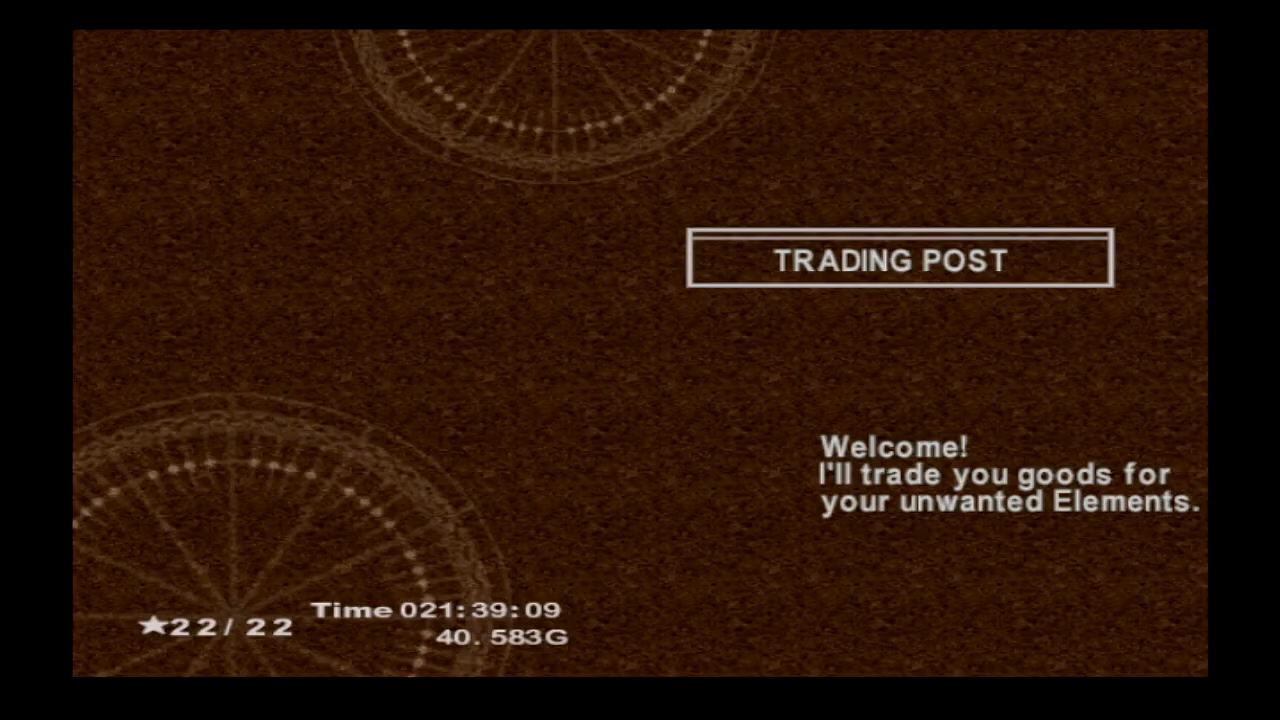 TRADING POST
Welcome!
I'll trade you goods for
your unwanted Elements.
Time 021:39:09
★22/ 22
40. 583G